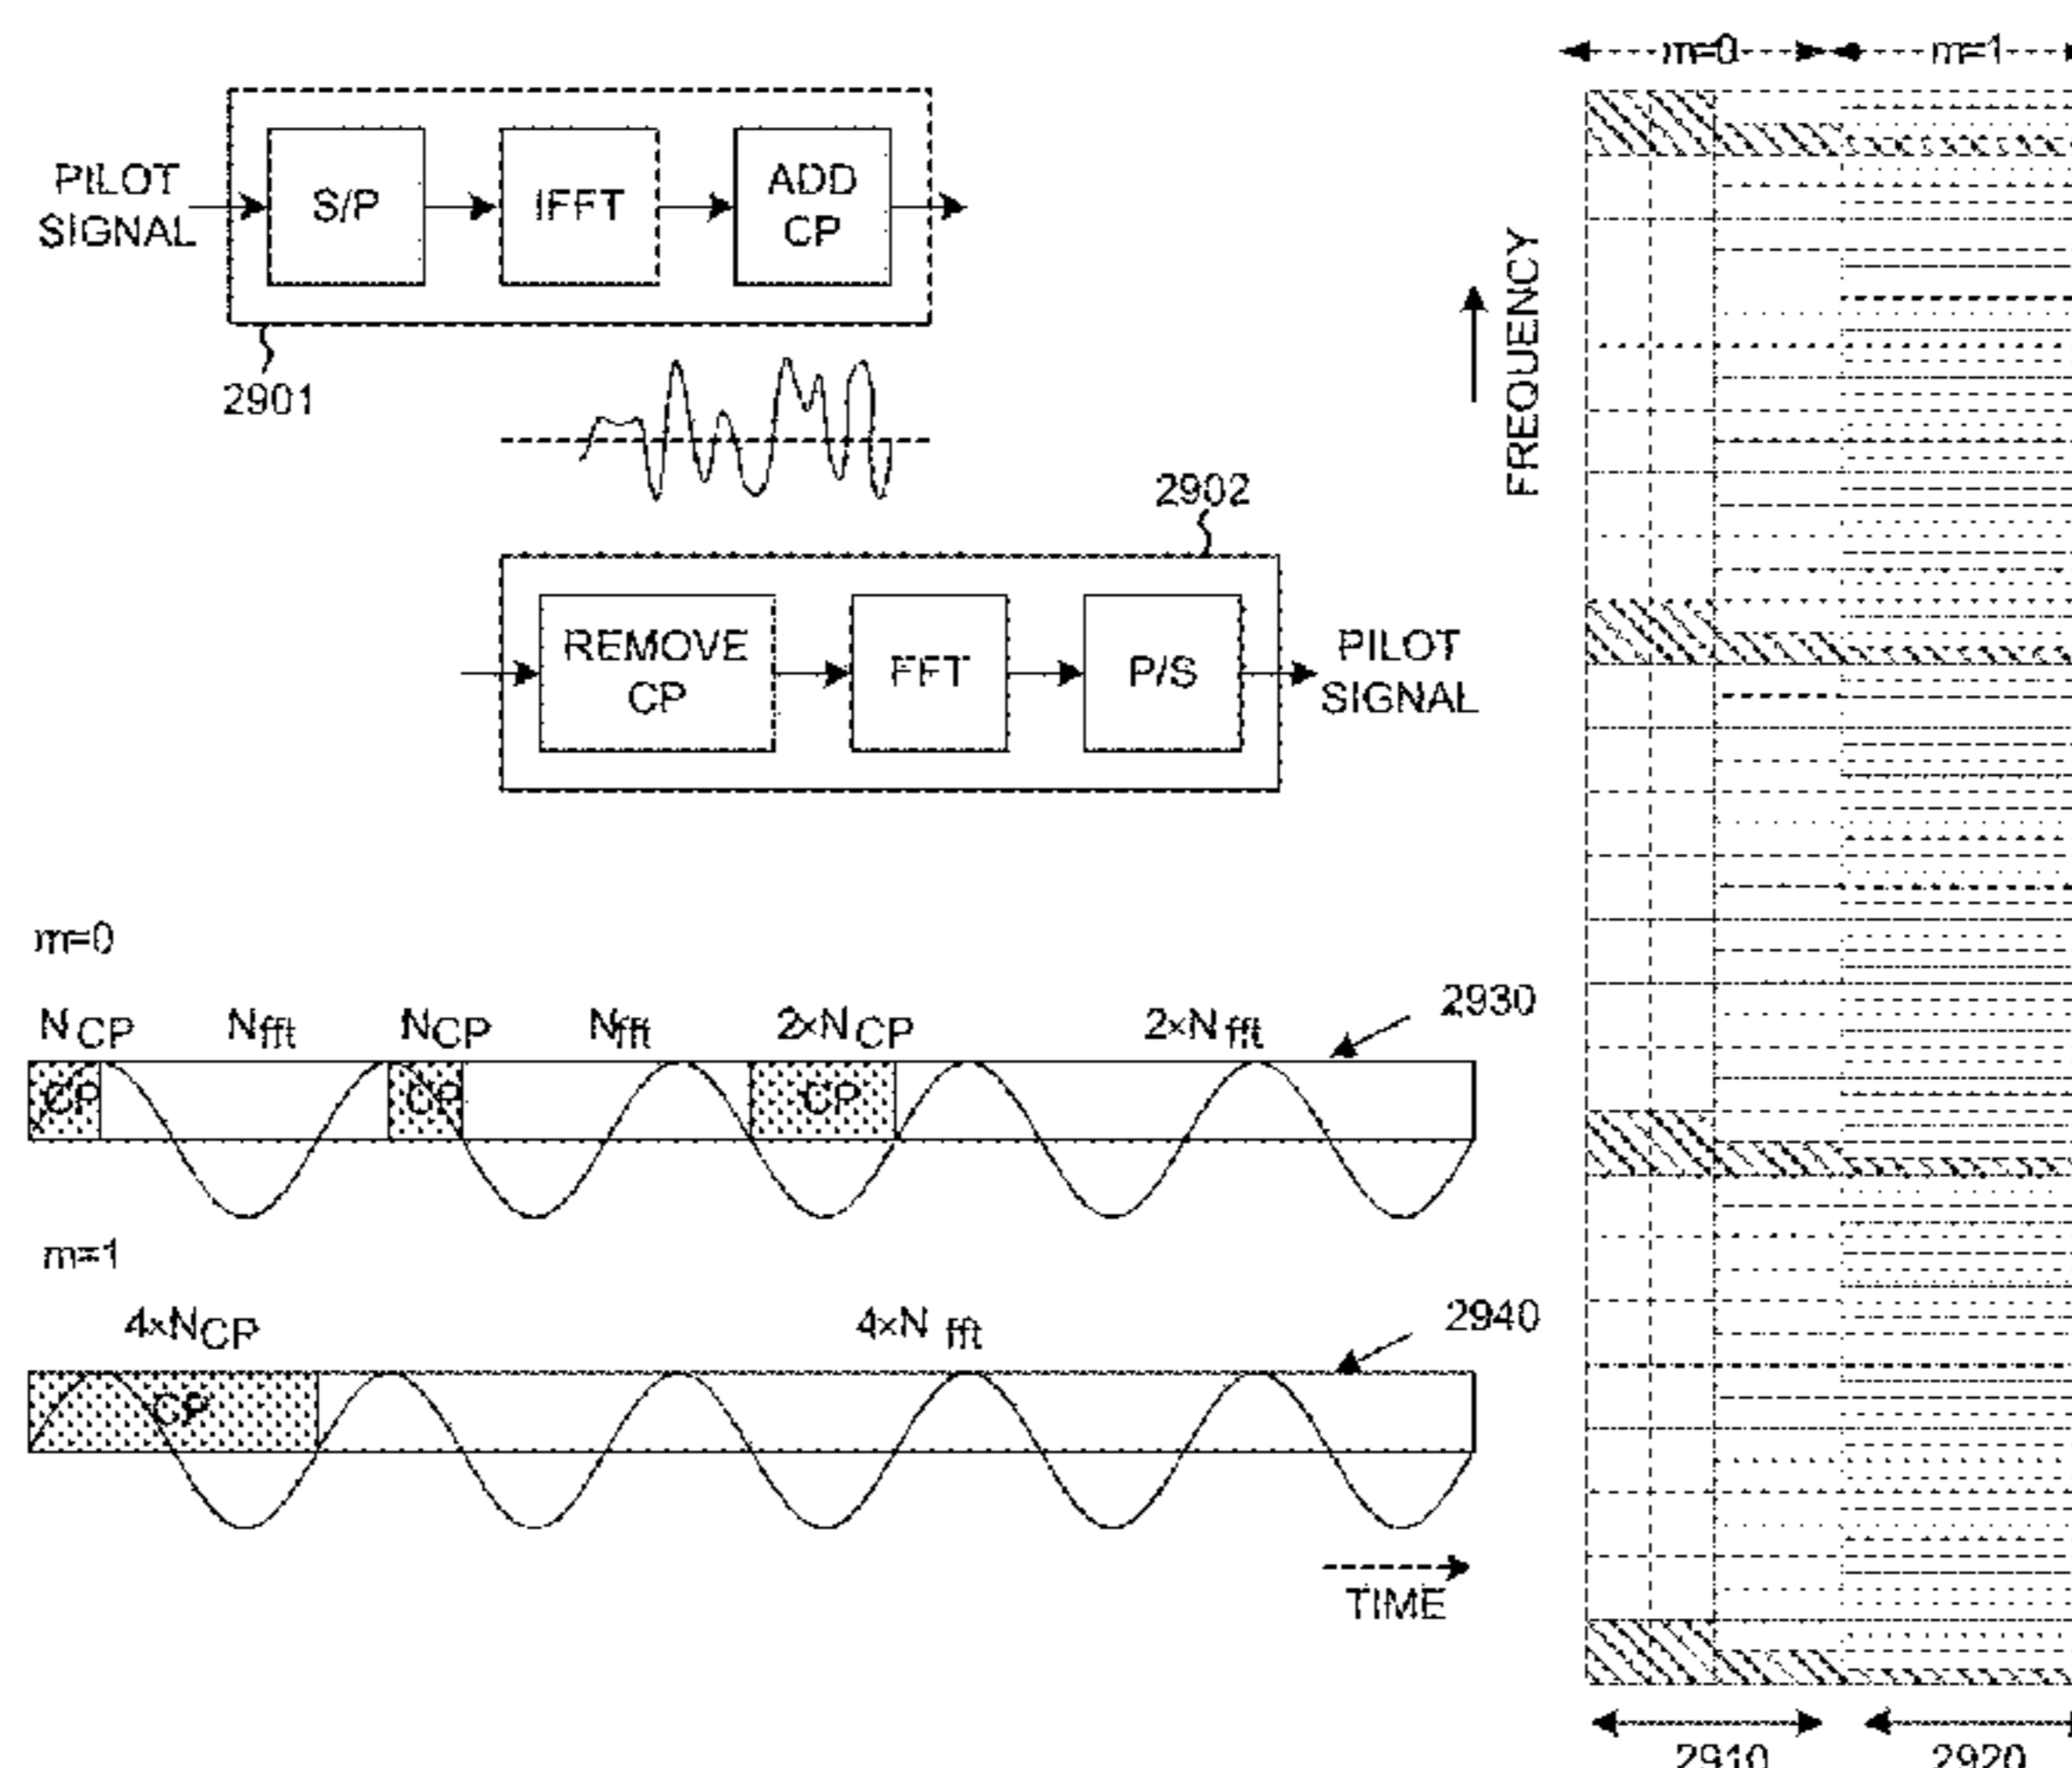 PILOT
SIGNAL
S/P
IFFT
ADD
CP
2901
2902
REMOVE
CP
FFT
P/S
PILOT
SIGNAL
m=0
NCP Nfft NCP Nfft 2×NCP 2×Nfft
2930
CP CP CP
m=1
4×NCP 4×N fft
2940
CP
TIME
m=0 m=1
FREQUENCY
2910 2920